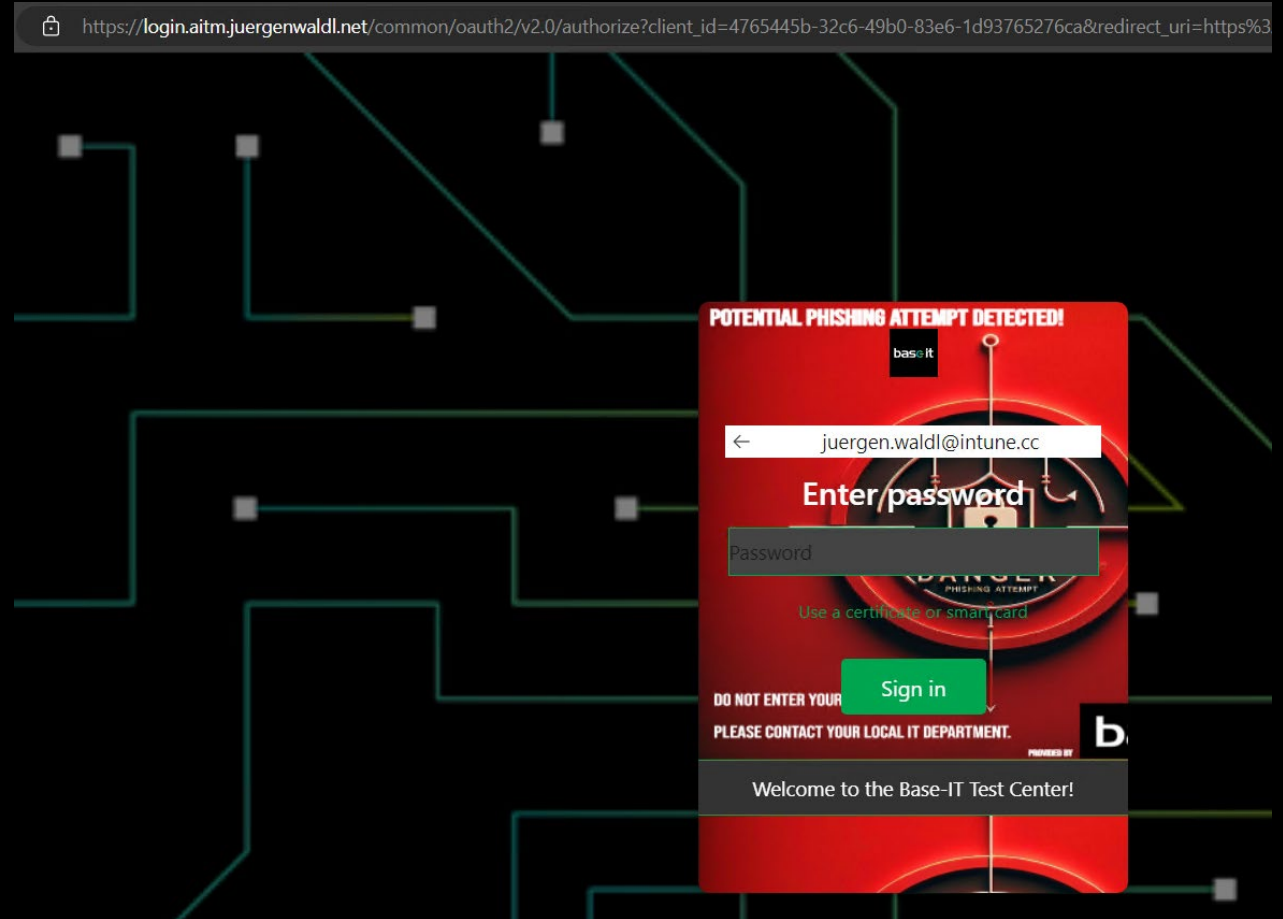 https://login.aitm.juergenwaldl.net/common/oauth2/v2.0/authorize?client_id=4765445b-32c6-49b0-83e6-1d93765276ca&redirect_uri=https%3
POTENTIAL PHISHING ATTEMPT DETECTED!
base it
← juergen.waldl@intune.cc
Enter password
Password
DANGER
PHISHING ATTEMPT
Use a certificate or smart card
Sign in
DO NOT ENTER YOUR
PLEASE CONTACT YOUR LOCAL IT DEPARTMENT.
PROVIDED BY
Welcome to the Base-IT Test Center!